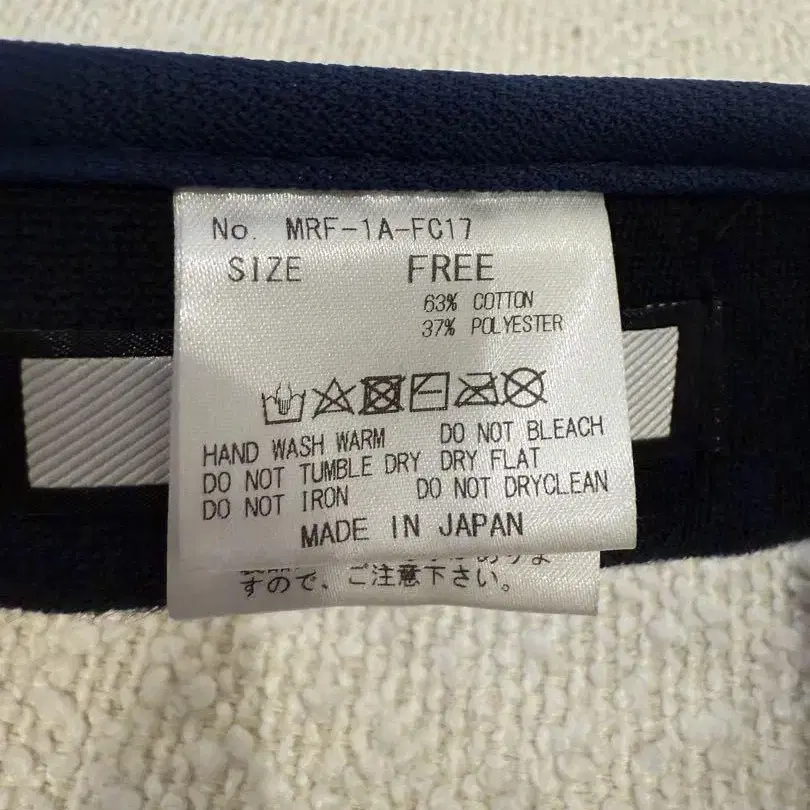 No. MRF-1A-FC17
SIZE FREE
63% COTTON
37% POLYESTER
HAND WASH WARM DO NOT BLEACH
DO NOT TUMBLE DRY DRY FLAT
DO NOT IRON DO NOT DRYCLEAN
MADE IN JAPAN
すので、ご注意下さい。